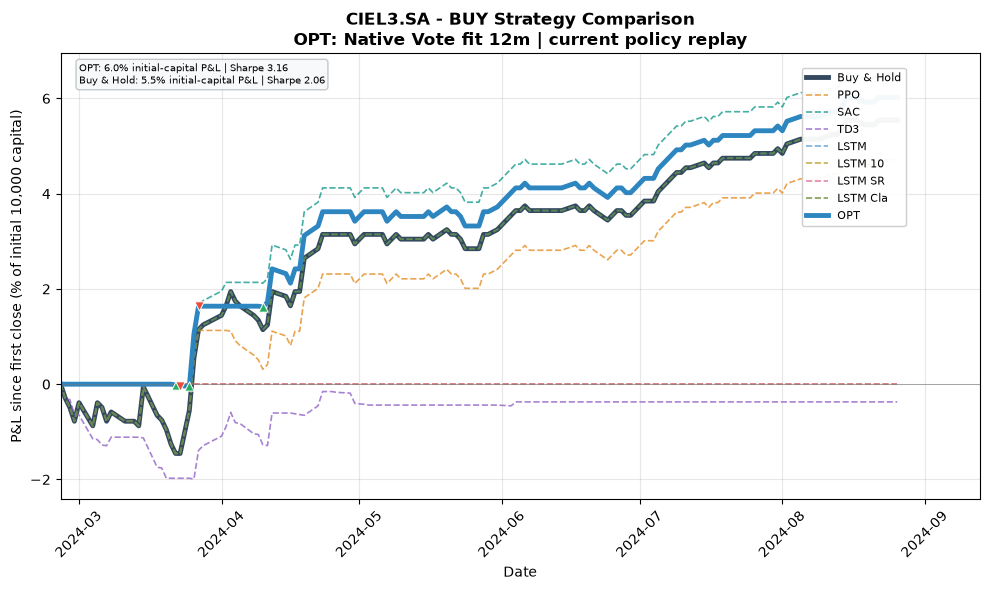 CIEL3.SA - BUY Strategy Comparison
OPT: Native Vote fit 12m | current policy replay
OPT: 6.0% initial-capital P&L | Sharpe 3.16
Buy & Hold: 5.5% initial-capital P&L | Sharpe 2.06
Buy & Hold
PPO
SAC
TD3
LSTM
LSTM 10
LSTM SR
LSTM Cla
OPT
P&L since first close (% of initial 10,000 capital)
6
4
2
0
−2
2024-03
2024-04
2024-05
2024-06
2024-07
2024-08
2024-09
Date